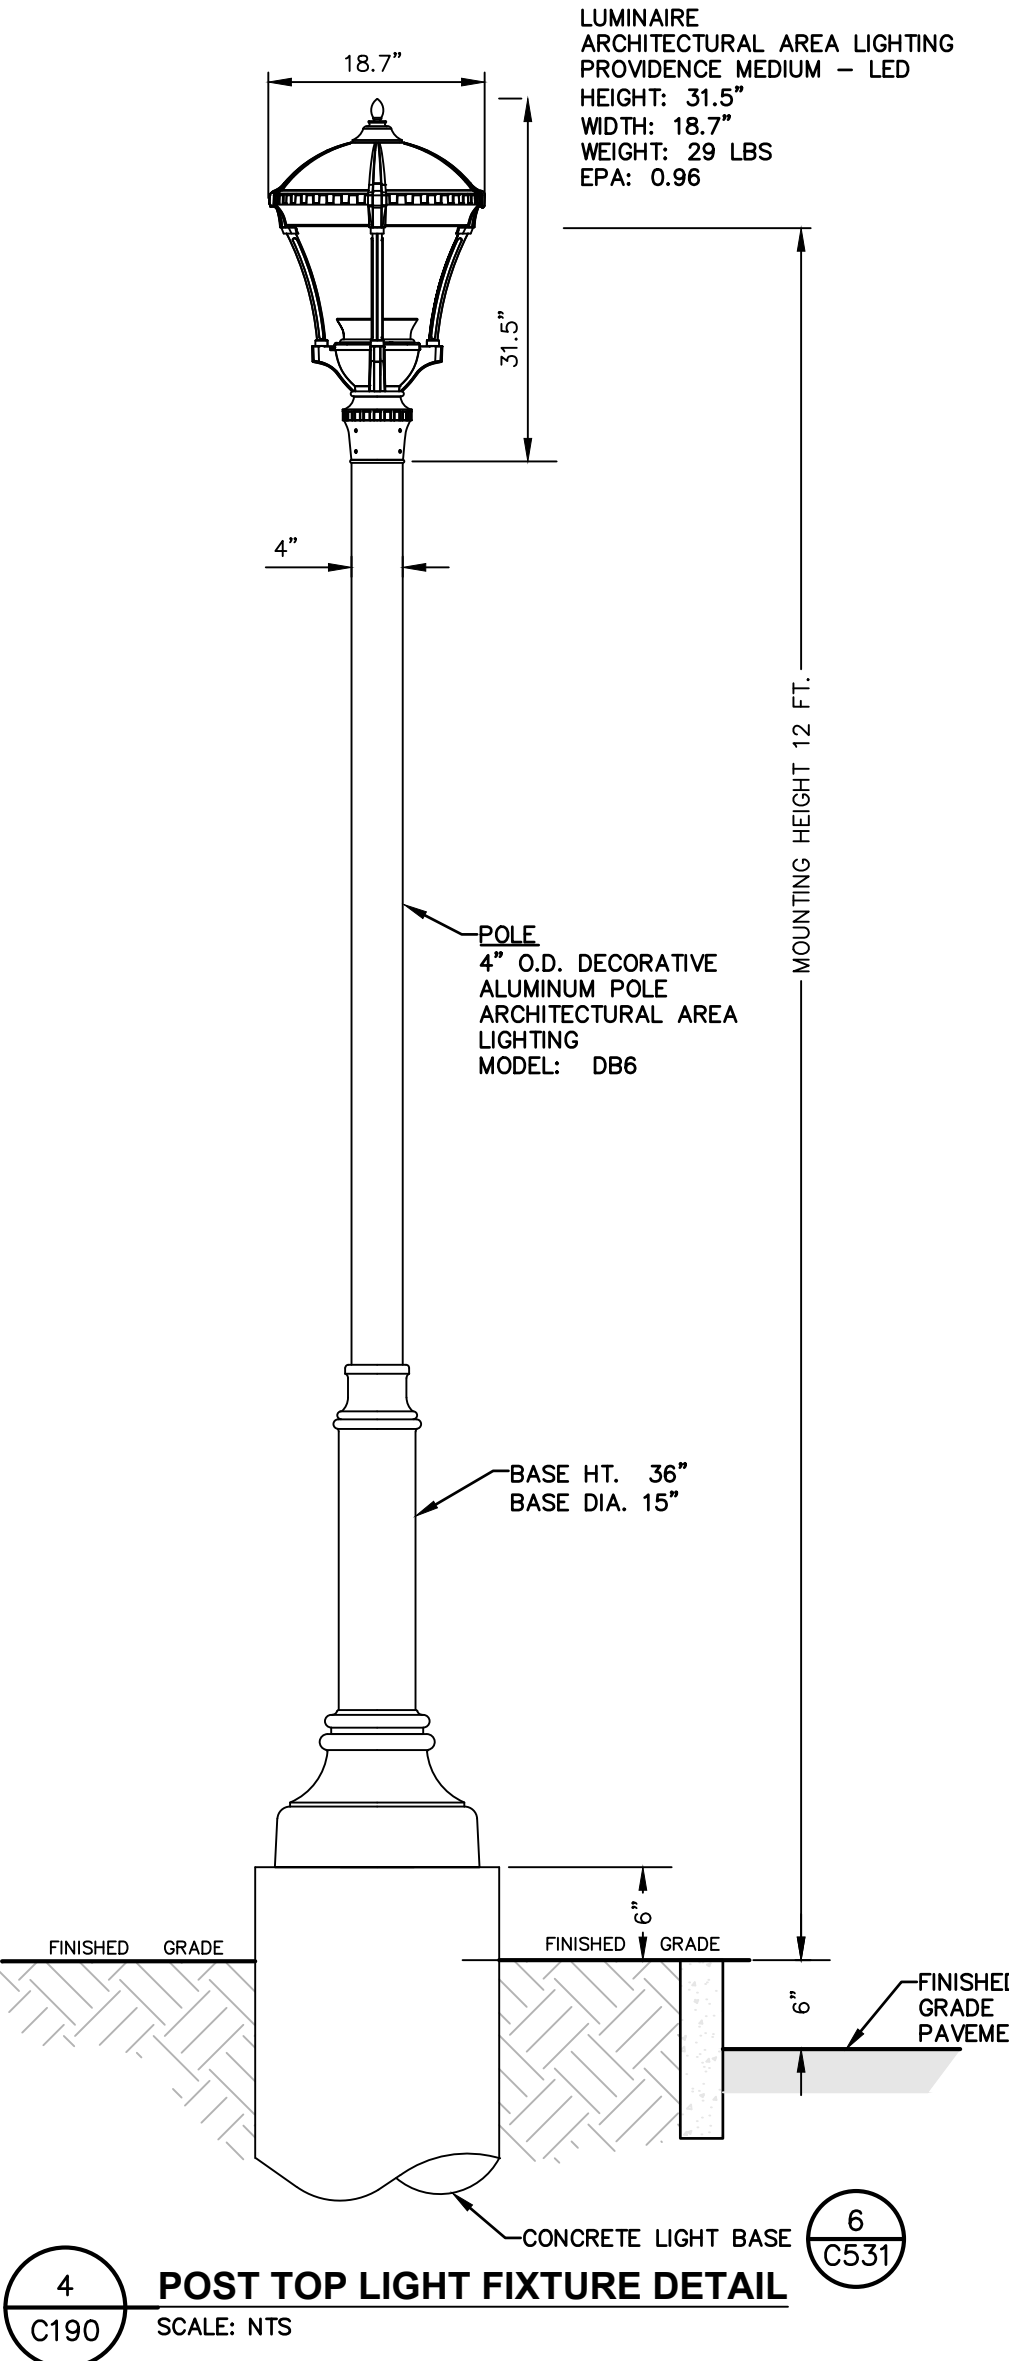 LUMINAIRE
ARCHITECTURAL AREA LIGHTING
PROVIDENCE MEDIUM – LED
HEIGHT: 31.5"
WIDTH: 18.7"
WEIGHT: 29 LBS
EPA: 0.96
18.7"
31.5"
4"
MOUNTING HEIGHT 12 FT.
POLE
4" O.D. DECORATIVE
ALUMINUM POLE
ARCHITECTURAL AREA
LIGHTING
MODEL: DB6
BASE HT. 36"
BASE DIA. 15"
6"
FINISHED GRADE
FINISHED GRADE
6"
FINISHED
GRADE
PAVEME
CONCRETE LIGHT BASE
6
C531
4
C190
POST TOP LIGHT FIXTURE DETAIL
SCALE: NTS